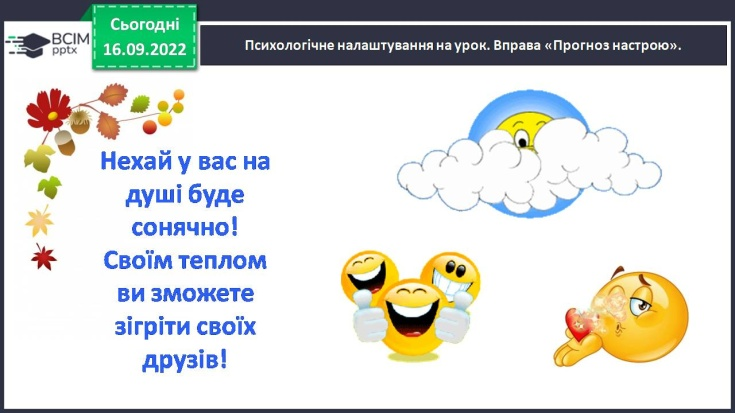 ВСІМ
pptx
Сьогодні
16.09.2022
Психологічне налаштування на урок. Вправа «Прогноз настрою».
Нехай у вас на
душі буде
сонячно!
Своїм теплом
ви зможете
зігріти своїх
друзів!